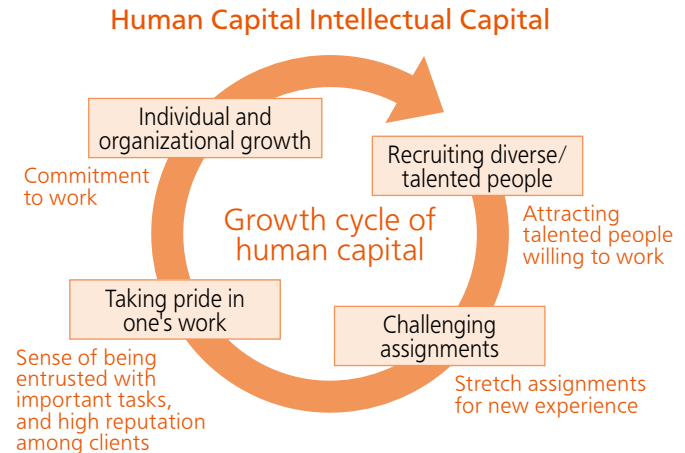 Human Capital Intellectual Capital
Individual and
organizational growth
Commitment
to work
Recruiting diverse/
talented people
Attracting
talented people
willing to work
Growth cycle of
human capital
Taking pride in
one's work
Sense of being
entrusted with
important tasks,
and high reputation
among clients
Challenging
assignments
Stretch assignments
for new experience